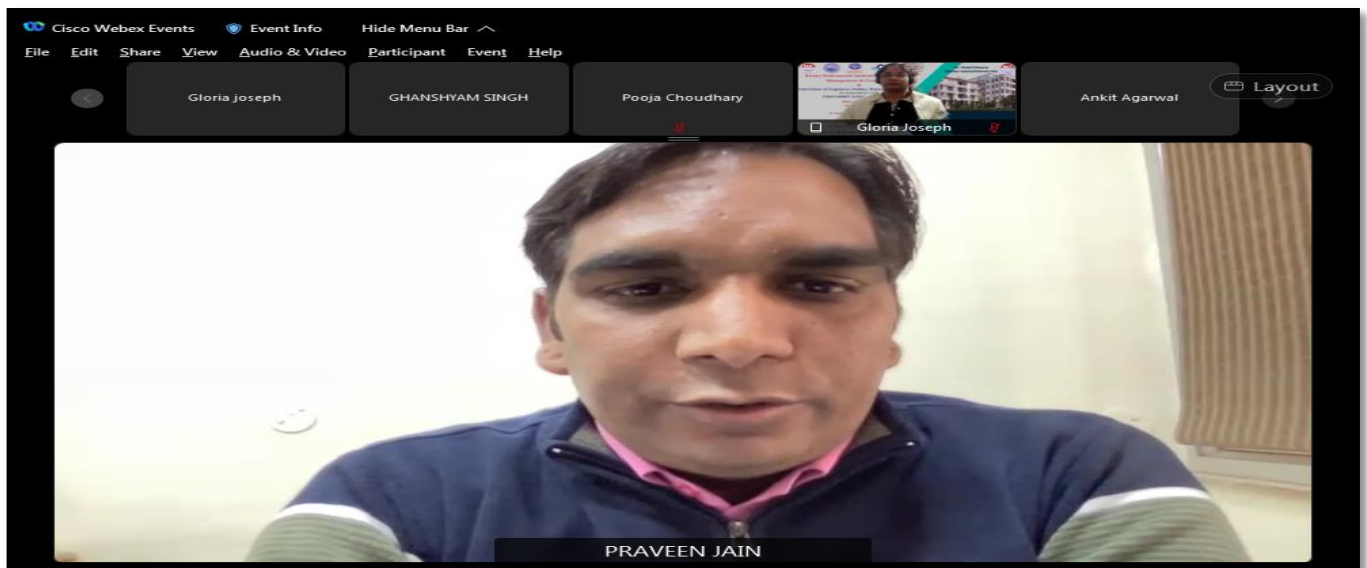 Cisco Webex Events Event Info Hide Menu Bar
File Edit Share View Audio & Video Participant Event Help
Gloria joseph GHANSHYAM SINGH Pooja Choudhary Gloria Joseph Ankit Agarwal Layout
PRAVEEN JAIN